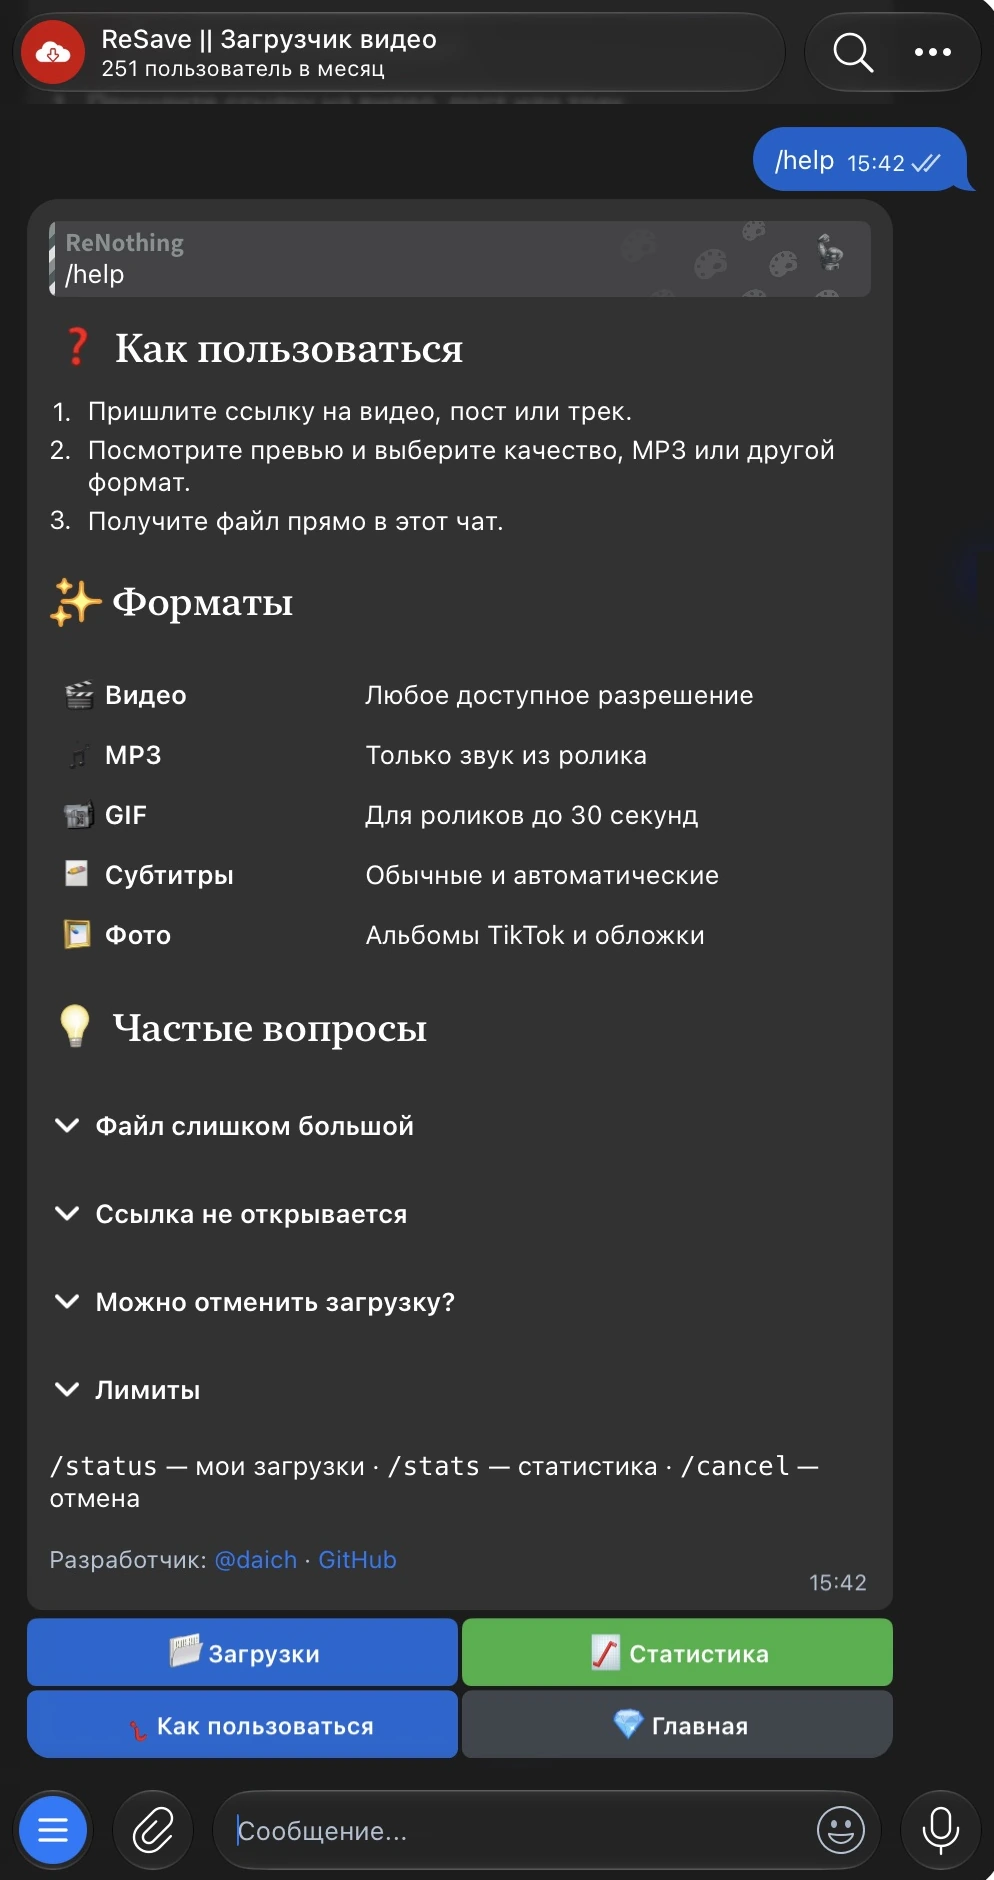 ReSave || Загрузчик видео
251 пользователь в месяц
/help 15:42
ReNothing
/help
❓ Как пользоваться
1. Пришлите ссылку на видео, пост или трек.
2. Посмотрите превью и выберите качество, MP3 или другой
формат.
3. Получите файл прямо в этот чат.
✨ Форматы
Видео Любое доступное разрешение
MP3 Только звук из ролика
GIF Для роликов до 30 секунд
Субтитры Обычные и автоматические
Фото Альбомы TikTok и обложки
💡 Частые вопросы
Файл слишком большой
Ссылка не открывается
Можно отменить загрузку?
Лимиты
/status — мои загрузки · /stats — статистика · /cancel —
отмена
Разработчик: @daich · GitHub
15:42
Загрузки
Статистика
Как пользоваться
Главная
Сообщение...